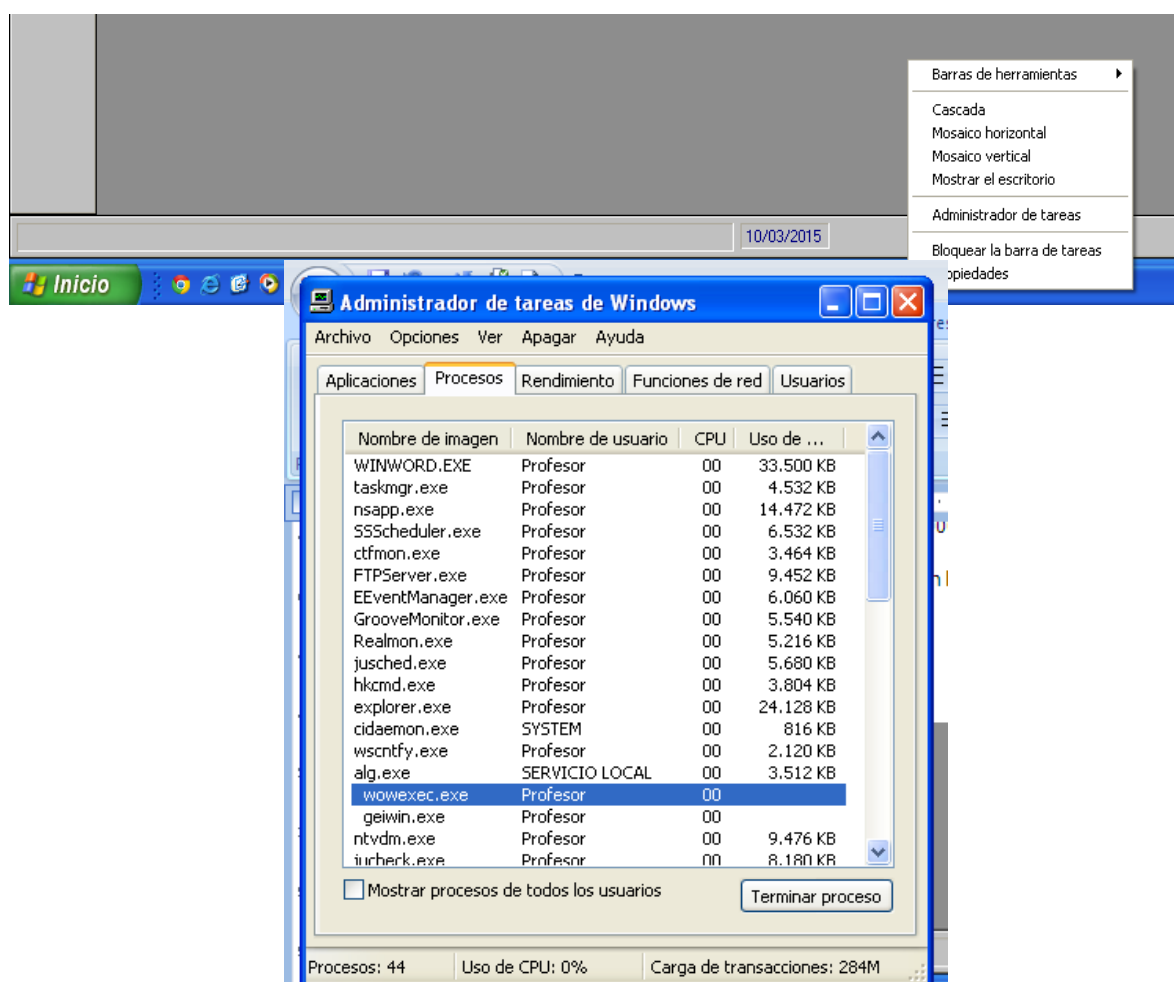 Barras de herramientas
Cascada
Mosaico horizontal
Mosaico vertical
Mostrar el escritorio
Administrador de tareas
Bloquear la barra de tareas
10/03/2015
Inicio
Administrador de tareas de Windows
Archivo Opciones Ver Apagar Ayuda
Aplicaciones Procesos Rendimiento Funciones de red Usuarios
Nombre de imagen Nombre de usuario CPU Uso de ...
WINWORD.EXE Profesor 00 33.500 KB
taskmgr.exe Profesor 00 4.532 KB
nsapp.exe Profesor 00 14.472 KB
SSScheduler.exe Profesor 00 6.532 KB
ctfmon.exe Profesor 00 3.464 KB
FTPServer.exe Profesor 00 9.452 KB
EEventManager.exe Profesor 00 6.060 KB
GrooveMonitor.exe Profesor 00 5.540 KB
Realmon.exe Profesor 00 5.216 KB
jusched.exe Profesor 00 5.680 KB
hkcmd.exe Profesor 00 3.804 KB
explorer.exe Profesor 00 24.128 KB
cidaemon.exe SYSTEM 00 816 KB
wscntfy.exe Profesor 00 2.120 KB
alg.exe SERVICIO LOCAL 00 3.512 KB
wowexec.exe Profesor 00
geiwin.exe Profesor 00
ntvdm.exe Profesor 00 9.476 KB
jucheck.exe Profesor 00 8.180 KB
Mostrar procesos de todos los usuarios
Terminar proceso
Procesos: 44 Uso de CPU: 0% Carga de transacciones: 284M